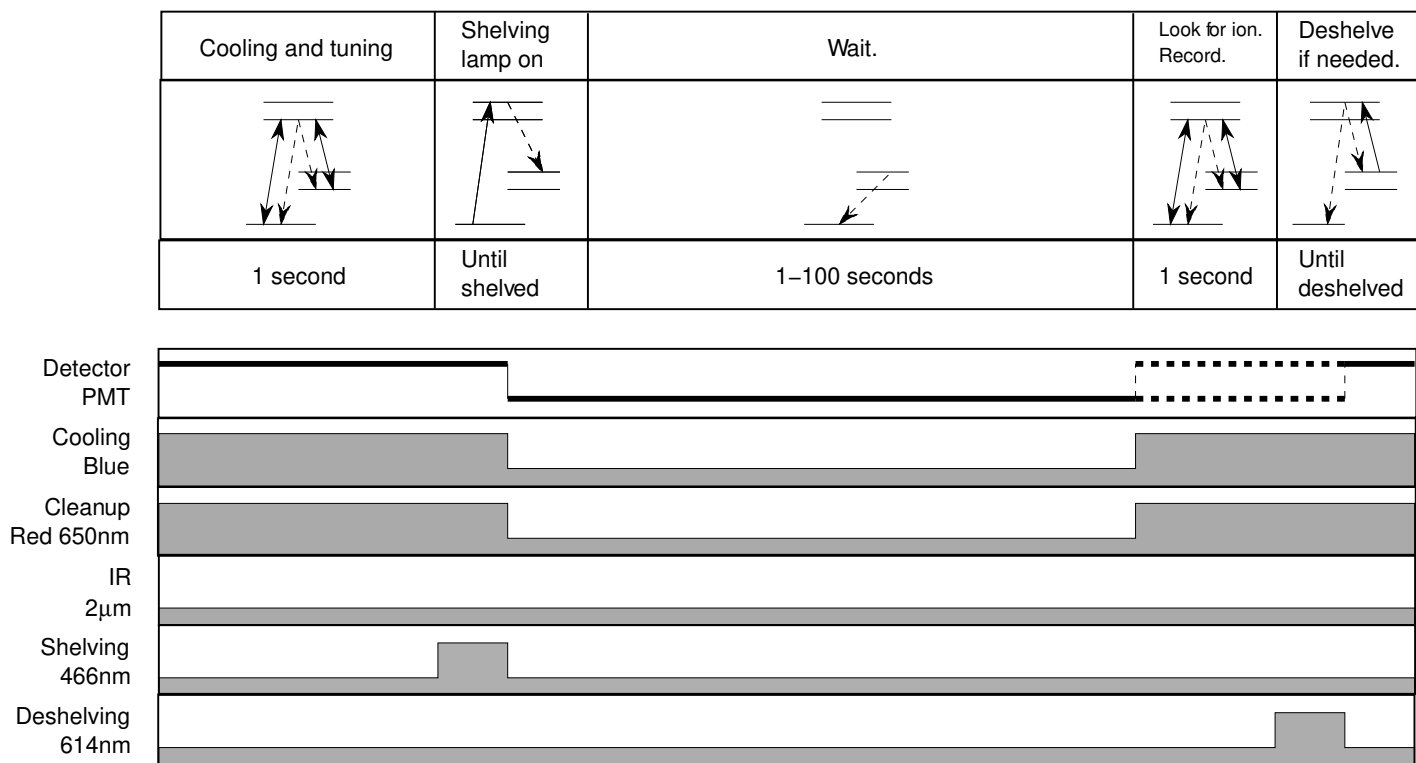 Cooling and tuning
Shelving
lamp on
Wait.
Look for ion.
Record.
Deshelve
if needed.
1 second
Until
shelved
1−100 seconds
1 second
Until
deshelved
Detector
PMT
Cooling
Blue
Cleanup
Red 650nm
IR
2μm
Shelving
466nm
Deshelving
614nm